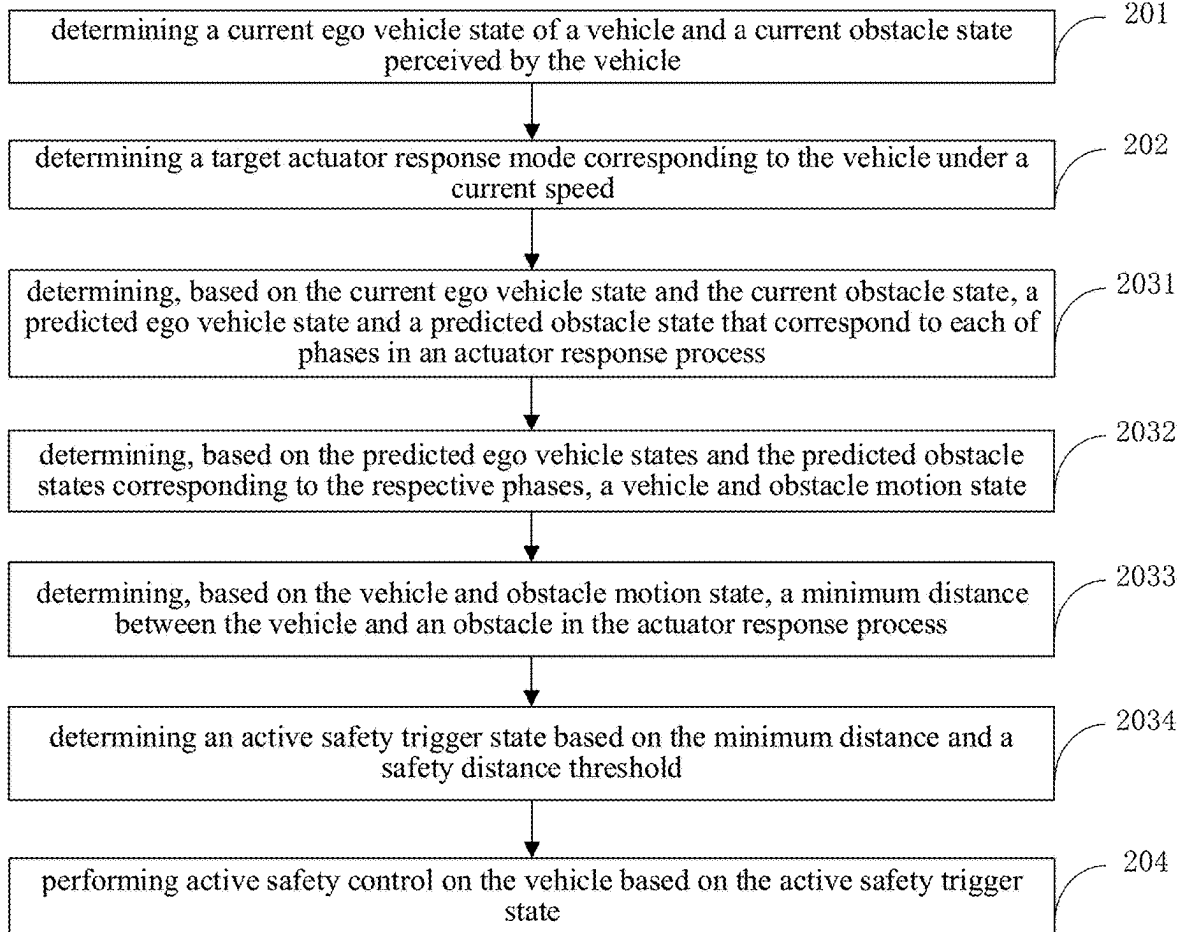 determining a current ego vehicle state of a vehicle and a current obstacle state
perceived by the vehicle
201
determining a target actuator response mode corresponding to the vehicle under a
current speed
202
determining, based on the current ego vehicle state and the current obstacle state, a
predicted ego vehicle state and a predicted obstacle state that correspond to each of
phases in an actuator response process
2031
determining, based on the predicted ego vehicle states and the predicted obstacle
states corresponding to the respective phases, a vehicle and obstacle motion state
2032
determining, based on the vehicle and obstacle motion state, a minimum distance
between the vehicle and an obstacle in the actuator response process
2033
determining an active safety trigger state based on the minimum distance and a
safety distance threshold
2034
performing active safety control on the vehicle based on the active safety trigger
state
204